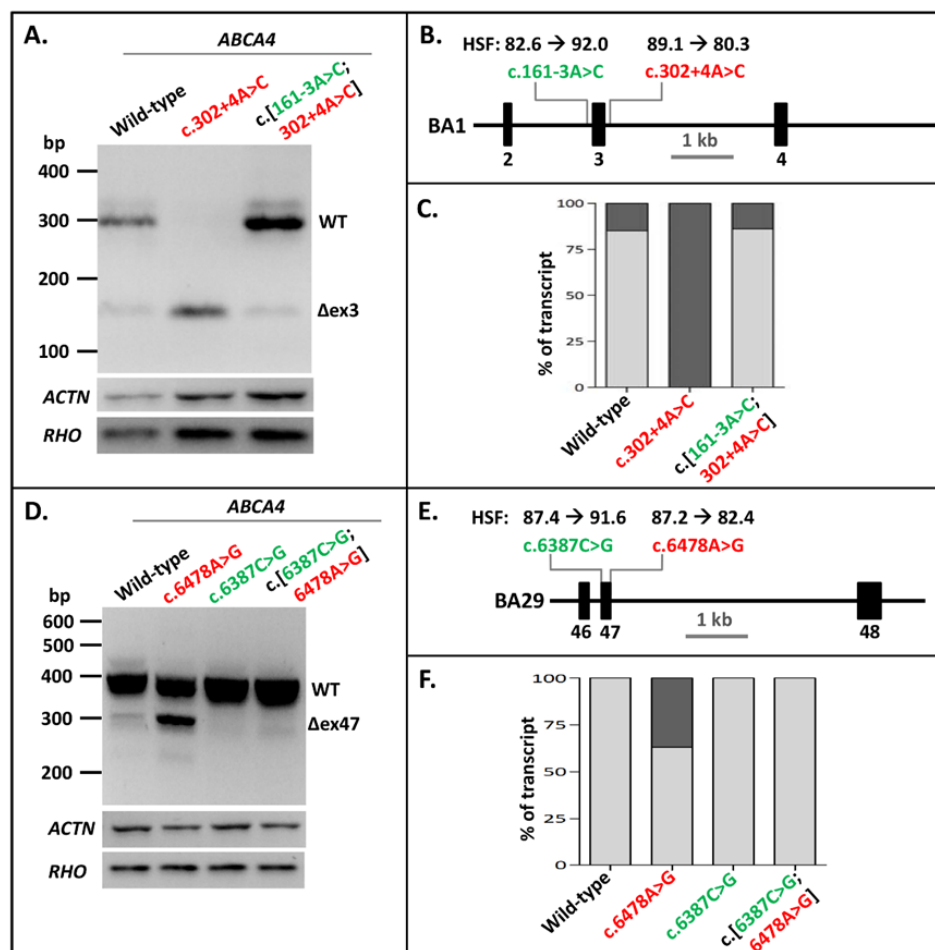 A.
ABCA4
Wild-type
c.302+4A>C
c.[161-3A>C;
302+4A>C]
bp
400
300
200
100
WT
Δex3
ACTN
RHO
B.
HSF: 82.6 → 92.0 89.1 → 80.3
c.161-3A>C c.302+4A>C
BA1
1 kb
2 3 4
C.
% of transcript
100
75
50
25
0
Wild-type
c.302+4A>C
c.[161-3A>C;
302+4A>C]
D.
ABCA4
Wild-type
c.6478A>G
c.6387C>G
c.[6387C>G;
6478A>G]
bp
600
500
400
300
200
WT
Δex47
ACTN
RHO
E.
HSF: 87.4 → 91.6 87.2 → 82.4
c.6387C>G c.6478A>G
BA29
46 47 48
1 kb
F.
% of transcript
100
75
50
25
0
Wild-type
c.6478A>G
c.6387C>G
c.[6387C>G;
6478A>G]